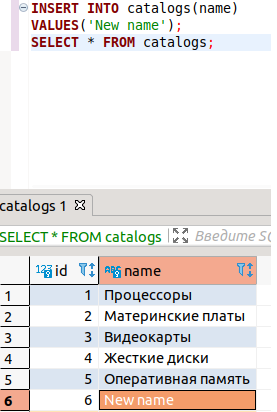 INSERT INTO catalogs(name)
VALUES('New name');
SELECT * FROM catalogs;
catalogs 1
SELECT * FROM catalogs Введите S
123 id ABC name
1 1 Процессоры
2 2 Материнские платы
3 3 Видеокарты
4 4 Жесткие диски
5 5 Оперативная память
6 6 New name